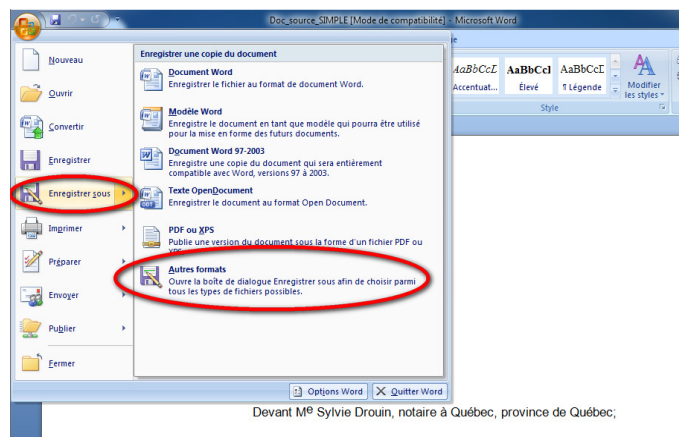 Doc_source_SIMPLE [Mode de compatibilité] - Microsoft Word
Nouveau
Ouvrir
Convertir
Enregistrer
Enregistrer sous
Imprimer
Préparer
Envoyer
Publier
Fermer
Enregistrer une copie du document
Document Word
Enregistrer le fichier au format de document Word.
Modèle Word
Enregistre le document en tant que modèle qui pourra être utilisé
pour la mise en forme des futurs documents.
Document Word 97-2003
Enregistre une copie du document qui sera entièrement
compatible avec Word, versions 97 à 2003.
Texte OpenDocument
Enregistrer le document au format Open Document.
PDF ou XPS
Publie une version du document sous la forme d'un fichier PDF ou
XPS.
Autres formats
Ouvre la boîte de dialogue Enregistrer sous afin de choisir parmi
tous les types de fichiers possibles.
Options Word
Quitter Word
AaBbCcL AaBbCcI AaBbCcL
Accentuat... Élevé ¶ Légende
Modifier
les styles
Style
Devant Me Sylvie Drouin, notaire à Québec, province de Québec;